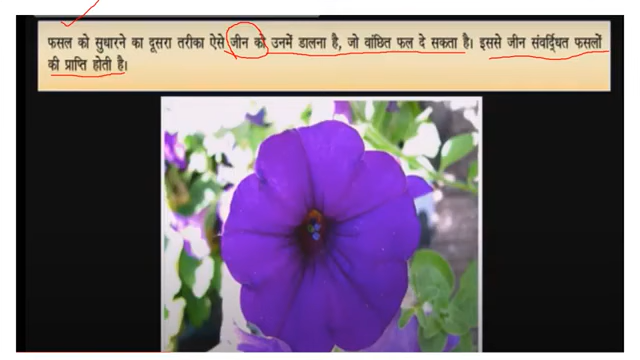 फसल को सुधारने का दूसरा तरीका ऐसे जीन को उनमें डालना है, जो वांछित फल दे सकता है। इससे जीन संवर्द्धित फसलों
की प्राप्ति होती है।